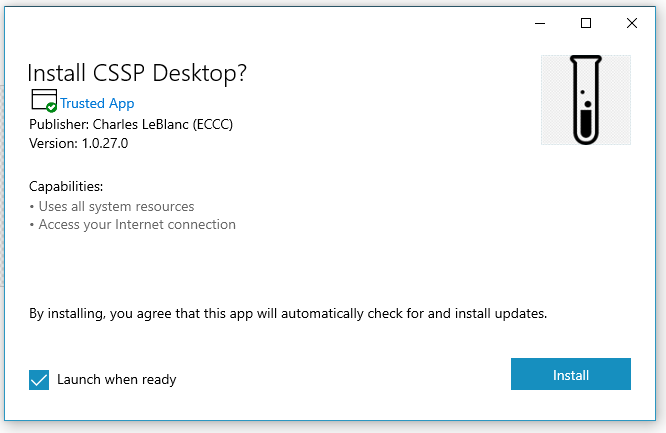 Install CSSP Desktop?
Trusted App
Publisher: Charles LeBlanc (ECCC)
Version: 1.0.27.0
Capabilities:
• Uses all system resources
• Access your Internet connection
By installing, you agree that this app will automatically check for and install updates.
Launch when ready
Install